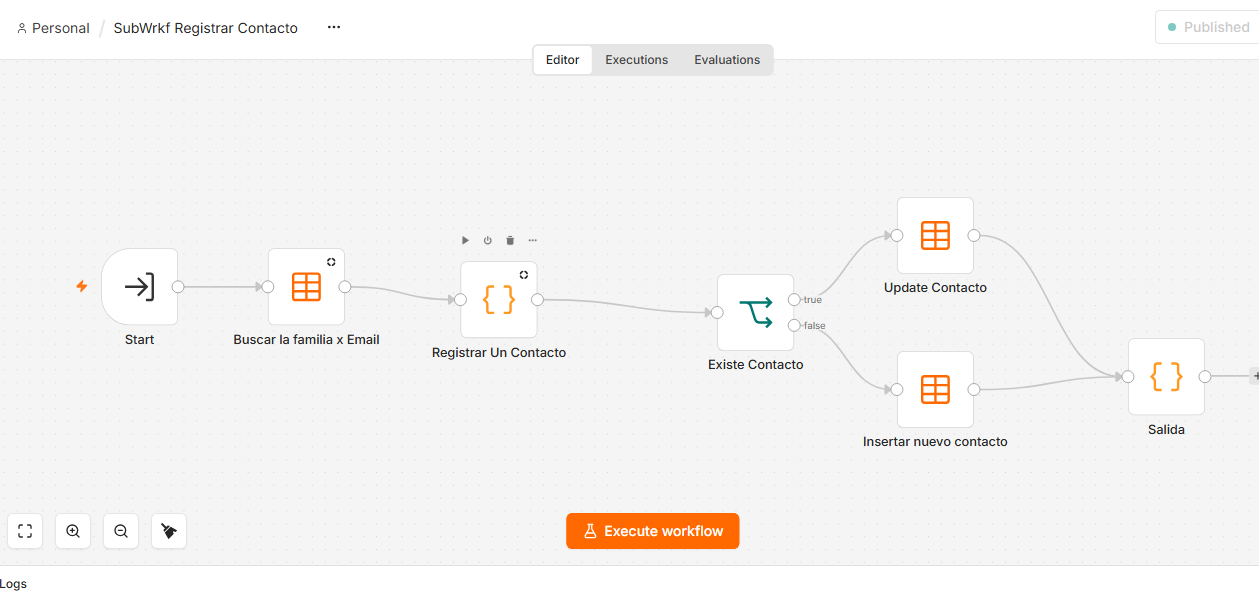 Personal / SubWrkf Registrar Contacto ...
Published
Editor Executions Evaluations
Start
Buscar la familia x Email
Registrar Un Contacto
Existe Contacto
true
false
Update Contacto
Insertar nuevo contacto
Salida
Execute workflow
Logs